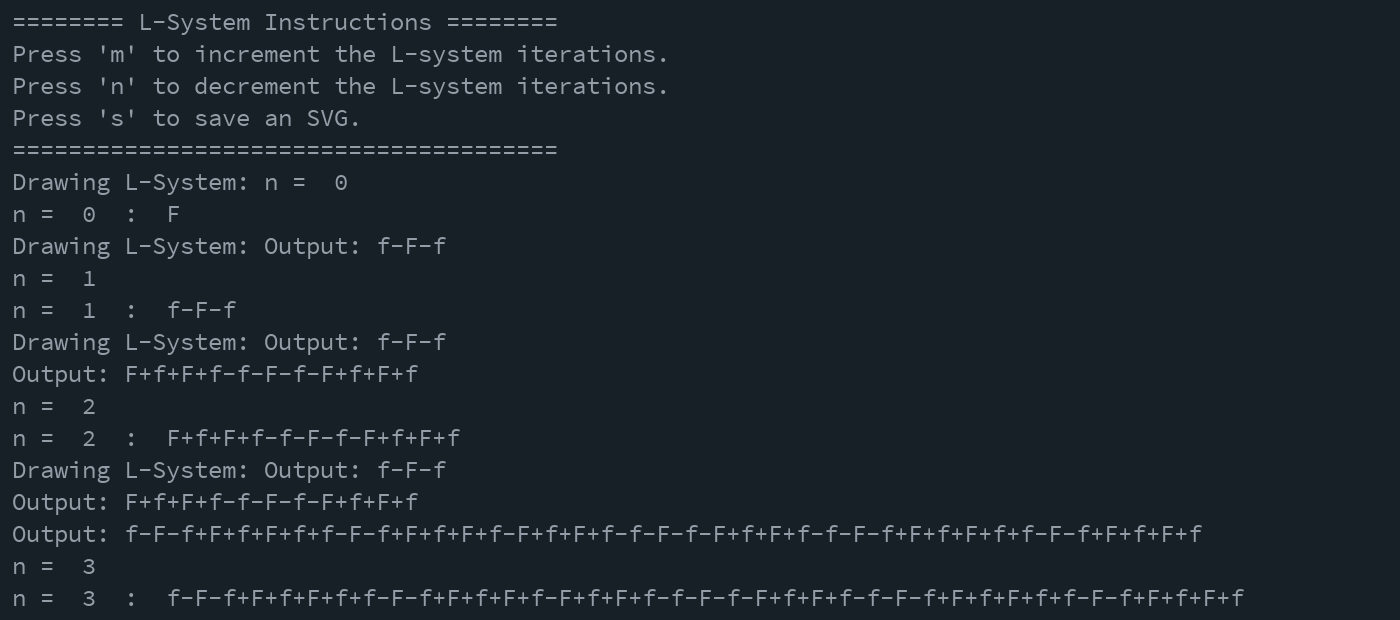 ======== L-System Instructions ========
Press 'm' to increment the L-system iterations.
Press 'n' to decrement the L-system iterations.
Press 's' to save an SVG.
=======================================
Drawing L-System: n =  0
n =  0  :  F
Drawing L-System: Output: f-F-f
n =  1
n =  1  :  f-F-f
Drawing L-System: Output: f-F-f
Output: F+f+F+f-f-F-f-F+f+F+f
n =  2
n =  2  :  F+f+F+f-f-F-f-F+f+F+f
Drawing L-System: Output: f-F-f
Output: F+f+F+f-f-F-f-F+f+F+f
Output: f-F-f+F+f+F+f+f-F-f+F+f+F+f-F+f+F+f-f-F-f-F+f+F+f-f-F-f+F+f+F+f+f-F-f+F+f+F+f
n =  3
n =  3  :  f-F-f+F+f+F+f+f-F-f+F+f+F+f-F+f+F+f-f-F-f-F+f+F+f-f-F-f+F+f+F+f+f-F-f+F+f+F+f